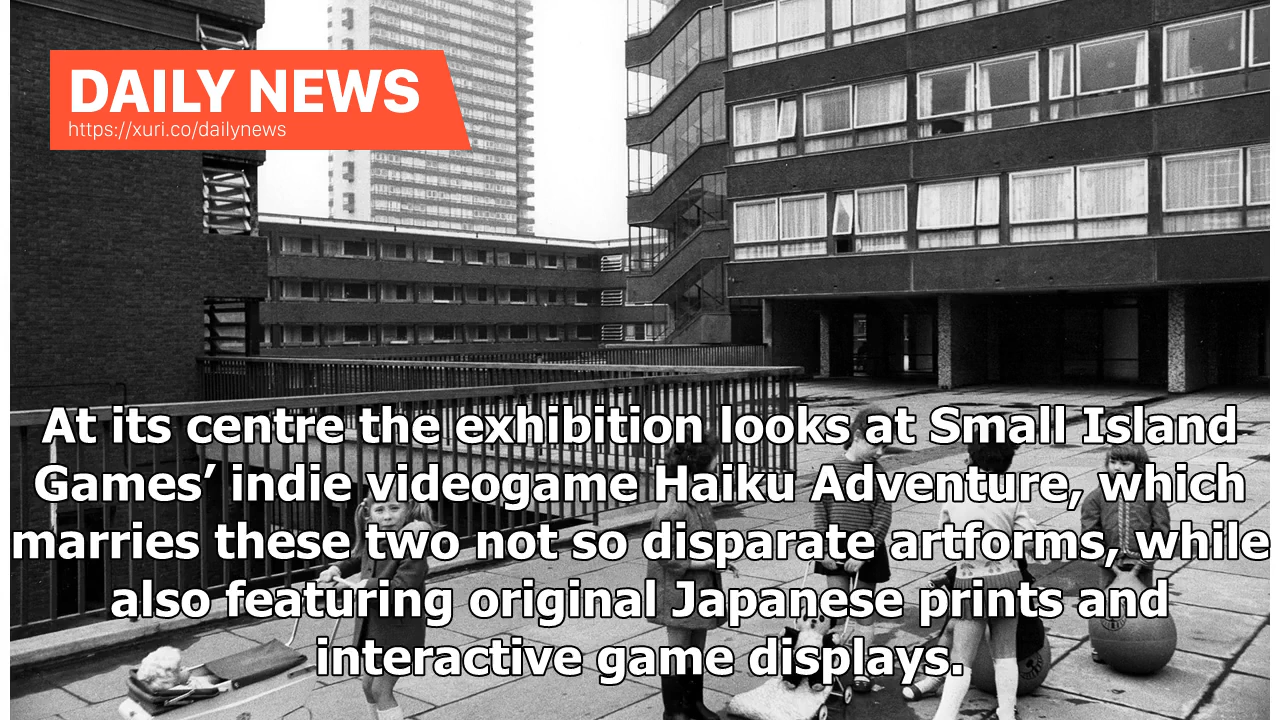 DAILY NEWS
https://xuri.co/dailynews
At its centre the exhibition looks at Small Island
Games’ indie videogame Haiku Adventure, which
marries these two not so disparate artforms, while
also featuring original Japanese prints and
interactive game displays.